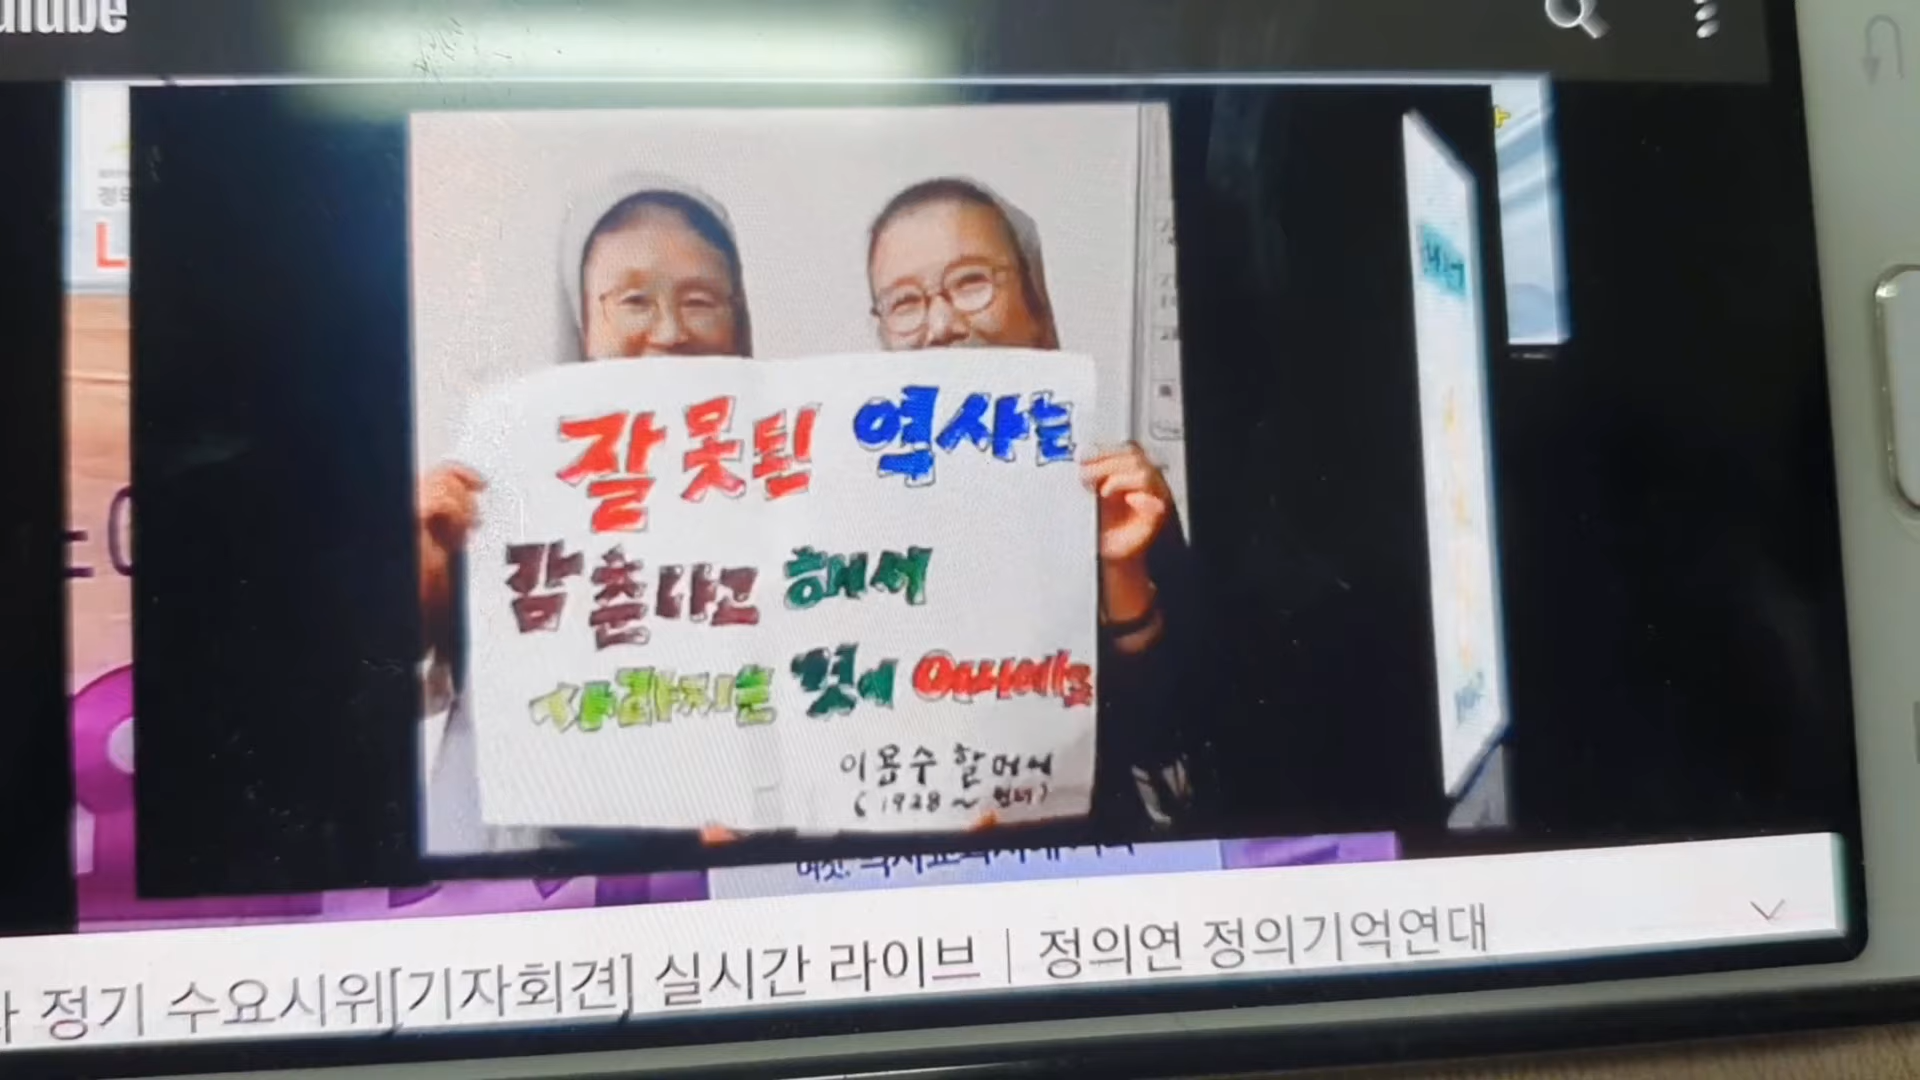 잘못된 역사는
감춘다고 해서
사라지는 것이 아니예요
이용수 할머니
(1928 ~ 현재)
정기 수요시위[기자회견] 실시간 라이브 | 정의연 정의기억연대